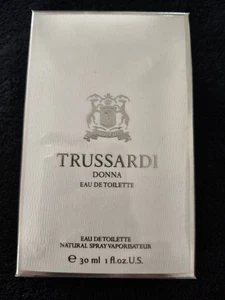 TRUSSARDI
DONNA
EAU DE TOILETTE
EAU DE TOILETTE
NATURAL SPRAY VAPORISATEUR
℮ 30 ml 1 fl.oz.U.S.